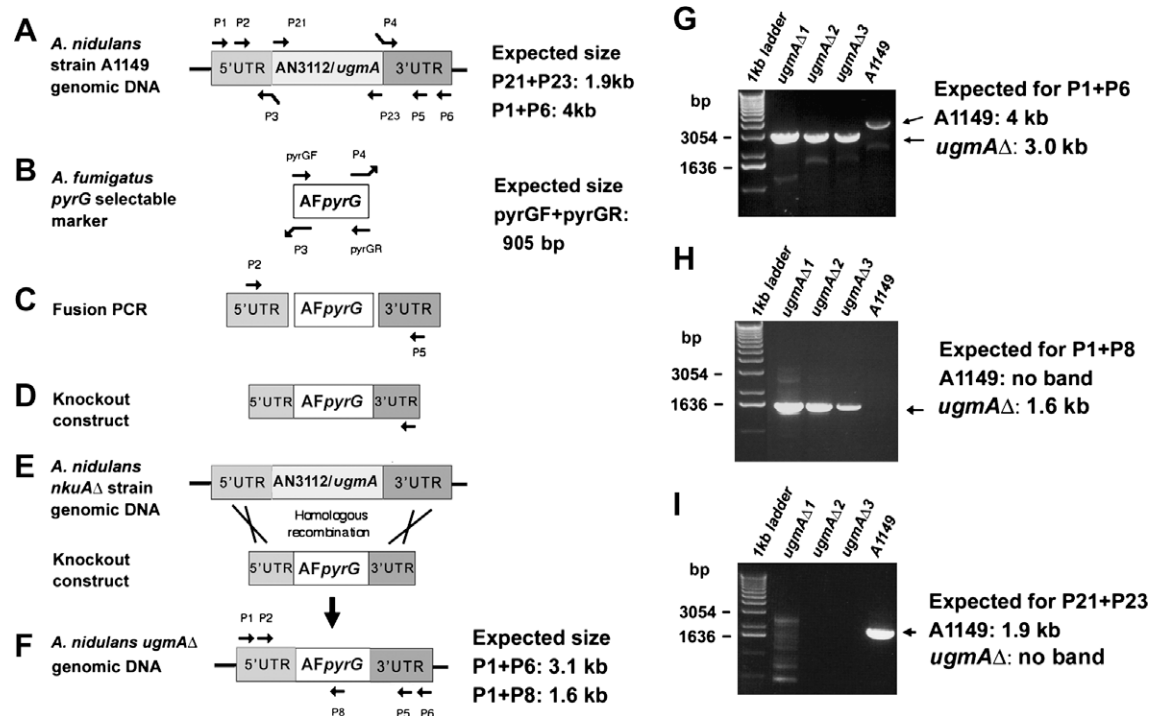 A
A. nidulans
strain A1149
genomic DNA
P1
P2
P21
P4
5'UTR
AN3112/ugmA
3'UTR
P3
P23
P5
P6
Expected size
P21+P23: 1.9kb
P1+P6: 4kb
B
A. fumigatus
pyrG selectable
marker
pyrGF
P4
AFpyrG
P3
pyrGR
Expected size
pyrGF+pyrGR:
905 bp
C
Fusion PCR
P2
5'UTR
AFpyrG
3'UTR
P5
D
Knockout
construct
5'UTR
AFpyrG
3'UTR
E
A. nidulans
nkuAΔ strain
genomic DNA
5'UTR
AN3112/ugmA
3'UTR
Homologous
recombination
Knockout
construct
5'UTR
AFpyrG
3'UTR
F
A. nidulans ugmAΔ
genomic DNA
P1
P2
5'UTR
AFpyrG
3'UTR
P8
P5
P6
Expected size
P1+P6: 3.1 kb
P1+P8: 1.6 kb
G
1kb ladder
ugmAΔ1
ugmAΔ2
ugmAΔ3
A1149
bp
3054
1636
Expected for P1+P6
A1149: 4 kb
ugmAΔ: 3.0 kb
H
1kb ladder
ugmAΔ1
ugmAΔ2
ugmAΔ3
A1149
bp
3054
1636
Expected for P1+P8
A1149: no band
ugmAΔ: 1.6 kb
I
1kb ladder
ugmAΔ1
ugmAΔ2
ugmAΔ3
A1149
bp
3054
1636
Expected for P21+P23
A1149: 1.9 kb
ugmAΔ: no band